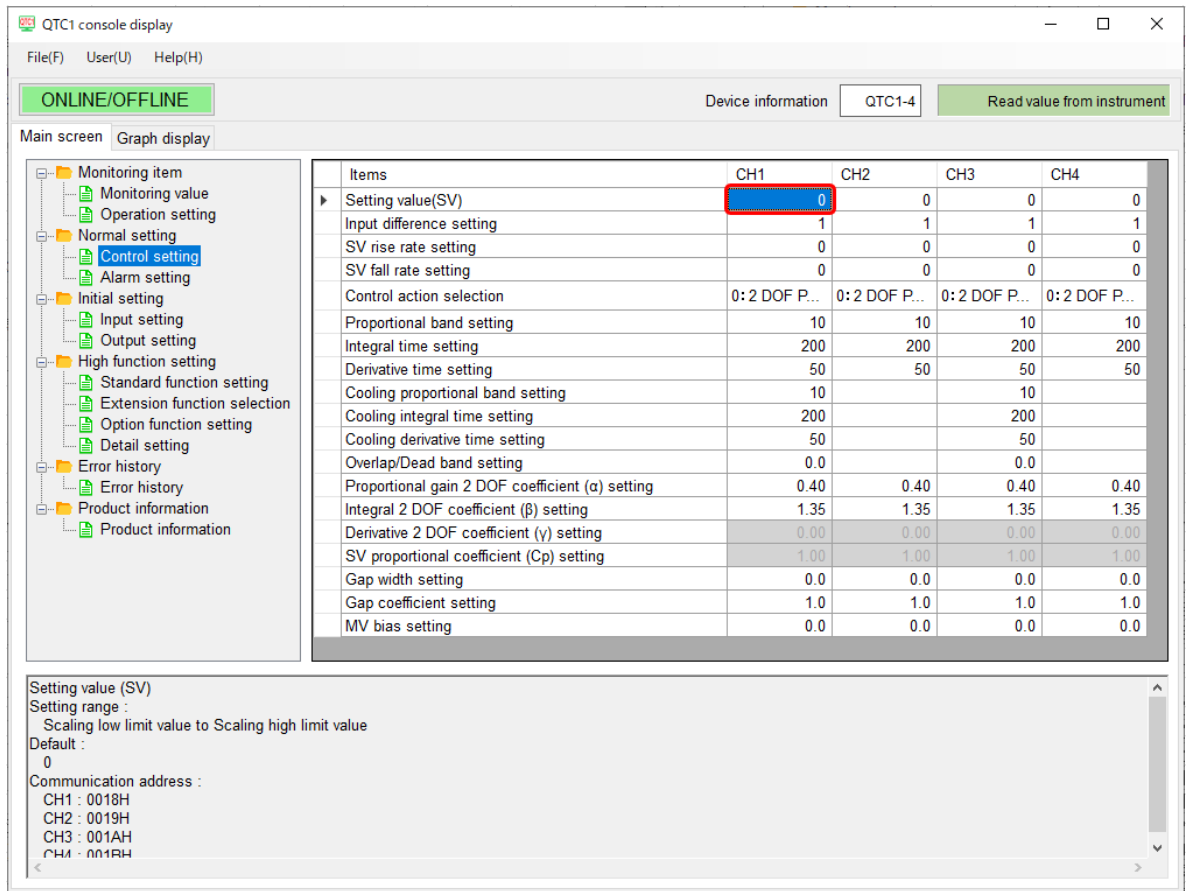 QTC1 console display
File(F) User(U) Help(H)
ONLINE/OFFLINE Device information QTC1-4 Read value from instrument
Main screen Graph display
Monitoring item
Monitoring value
Operation setting
Normal setting
Control setting
Alarm setting
Initial setting
Input setting
Output setting
High function setting
Standard function setting
Extension function selection
Option function setting
Detail setting
Error history
Error history
Product information
Product information
Items CH1 CH2 CH3 CH4
Setting value(SV) 0 0 0 0
Input difference setting 1 1 1 1
SV rise rate setting 0 0 0 0
SV fall rate setting 0 0 0 0
Control action selection 0: 2 DOF P... 0: 2 DOF P... 0: 2 DOF P... 0: 2 DOF P...
Proportional band setting 10 10 10 10
Integral time setting 200 200 200 200
Derivative time setting 50 50 50 50
Cooling proportional band setting 10 10
Cooling integral time setting 200 200
Cooling derivative time setting 50 50
Overlap/Dead band setting 0.0 0.0
Proportional gain 2 DOF coefficient (α) setting 0.40 0.40 0.40 0.40
Integral 2 DOF coefficient (β) setting 1.35 1.35 1.35 1.35
Derivative 2 DOF coefficient (γ) setting 0.00 0.00 0.00 0.00
SV proportional coefficient (Cp) setting 1.00 1.00 1.00 1.00
Gap width setting 0.0 0.0 0.0 0.0
Gap coefficient setting 1.0 1.0 1.0 1.0
MV bias setting 0.0 0.0 0.0 0.0
Setting value (SV)
Setting range :
Scaling low limit value to Scaling high limit value
Default :
0
Communication address :
CH1 : 0018H
CH2 : 0019H
CH3 : 001AH
CH4 : 001BH